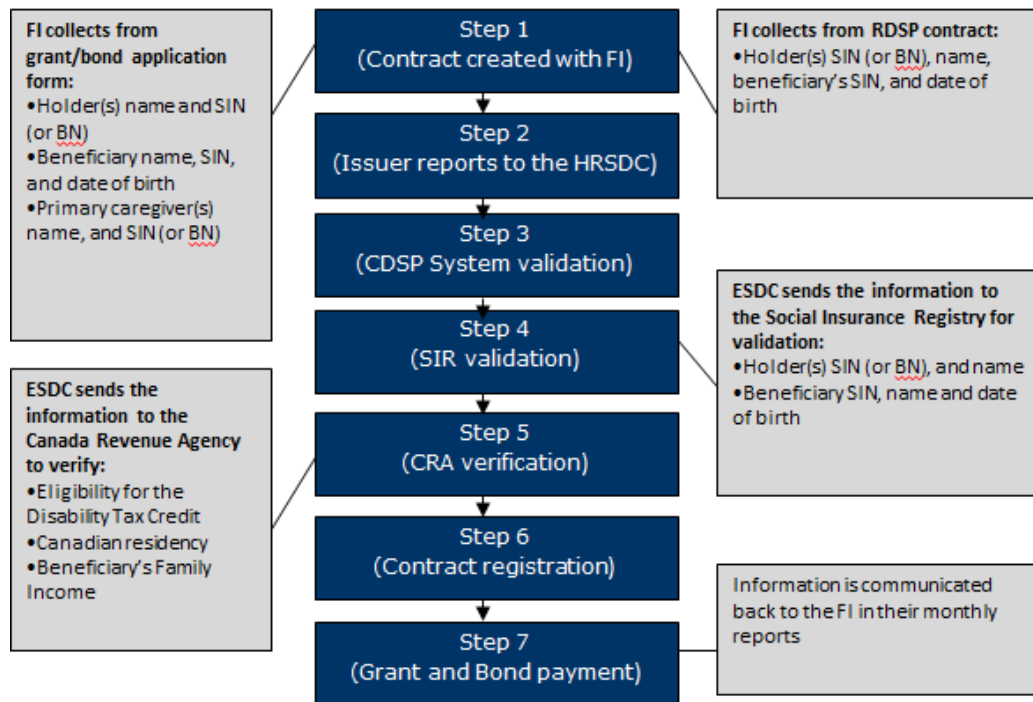 FI collects from
grant/bond application
form:
•Holder(s) name and SIN
(or BN)
•Beneficiary name, SIN,
and date of birth
•Primary caregiver(s)
name, and SIN (or BN)
Step 1
(Contract created with FI)
FI collects from RDSP contract:
•Holder(s) SIN (or BN), name,
beneficiary's SIN, and date of
birth
Step 2
(Issuer reports to the HRSDC)
Step 3
(CDSP System validation)
Step 4
(SIR validation)
ESDC sends the information to
the Social Insurance Registry for
validation:
•Holder(s) SIN (or BN), and name
•Beneficiary SIN, name and date
of birth
ESDC sends the
information to the
Canada Revenue Agency
to verify:
•Eligibility for the
Disability Tax Credit
•Canadian residency
•Beneficiary's Family
Income
Step 5
(CRA verification)
Step 6
(Contract registration)
Step 7
(Grant and Bond payment)
Information is communicated
back to the FI in their monthly
reports